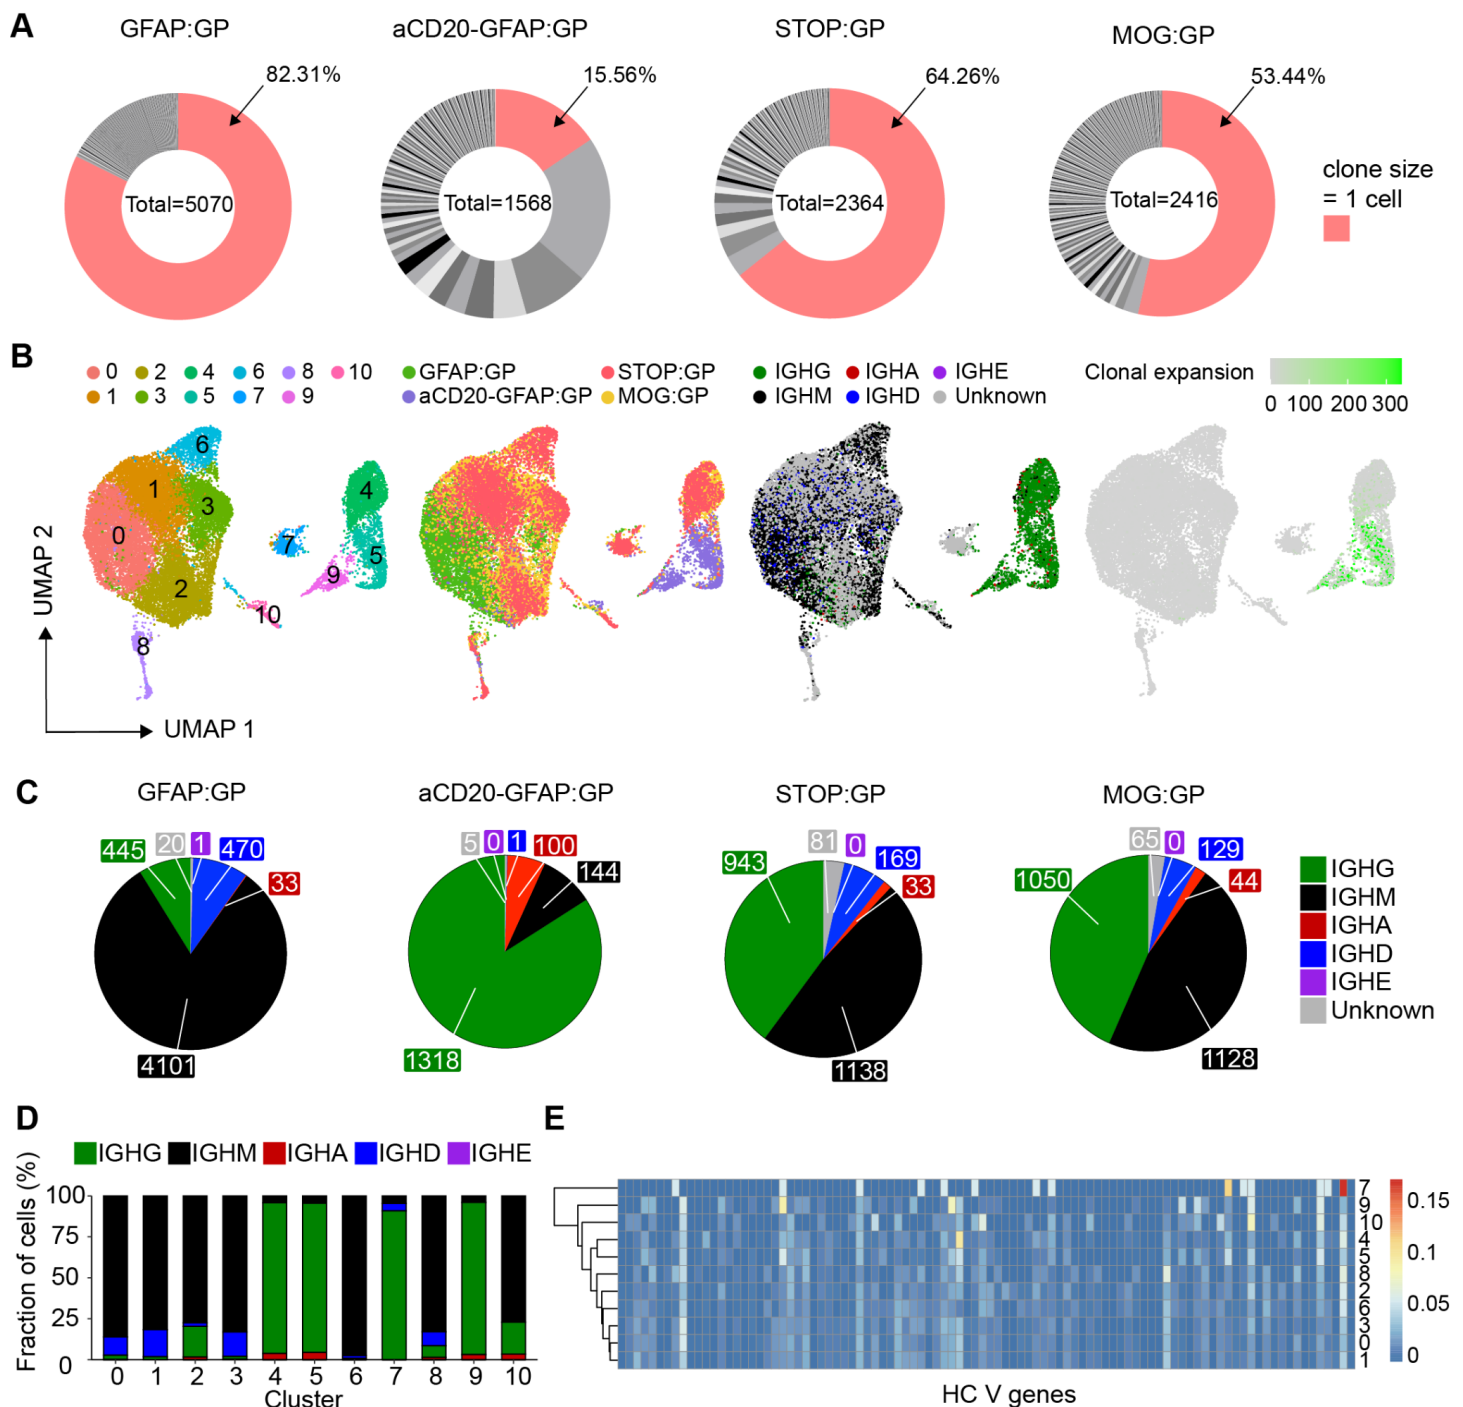 A
GFAP:GP
aCD20-GFAP:GP
STOP:GP
MOG:GP
82.31%
15.56%
64.26%
53.44%
Total=5070
Total=1568
Total=2364
Total=2416
clone size
= 1 cell
B
0 2 4 6 8 10
1 3 5 7 9
GFAP:GP STOP:GP
aCD20-GFAP:GP MOG:GP
IGHG IGHA IGHE
IGHM IGHD Unknown
Clonal expansion
0 100 200 300
6
1
3
0
2
8
7
4
5
9
10
UMAP 2
UMAP 1
C
GFAP:GP
aCD20-GFAP:GP
STOP:GP
MOG:GP
445 20 1 470 33
4101
5 0 1 100 144
1318
943 81 0 169 33
1138
1050 65 0 129 44
1128
IGHG
IGHM
IGHA
IGHD
IGHE
Unknown
D
IGHG IGHM IGHA IGHD IGHE
Fraction of cells (%)
100
75
50
25
0
0 1 2 3 4 5 6 7 8 9 10
Cluster
E
7
9
10
4
5
8
2
6
3
0
1
0.15
0.1
0.05
0
HC V genes